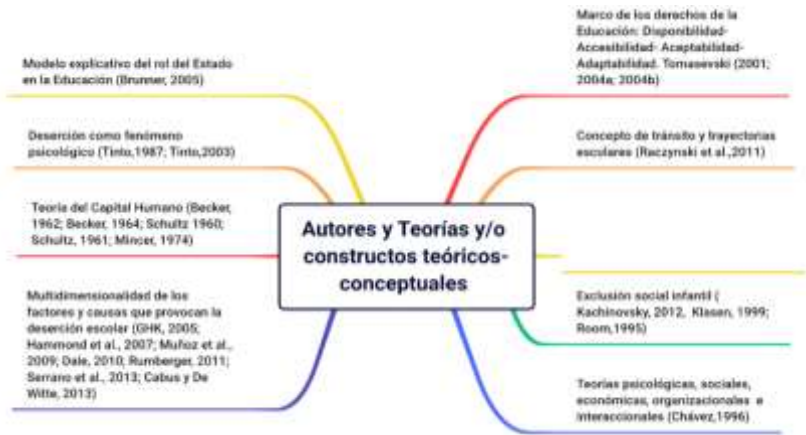 Modelo explicativo del rol del Estado
en la Educación (Brunner, 2005)
Deserción como fenómeno
psicológico (Tinto,1987; Tinto,2003)
Teoría del Capital Humano (Becker,
1962; Becker, 1964; Schultz 1960;
Schultz, 1961; Mincer, 1974)
Multidimensionalidad de los
factores y causas que provocan la
deserción escolar (GHK, 2005;
Hammond et al., 2007; Muñoz et al.,
2009; Dale, 2010; Rumberger, 2011;
Serrano et al., 2013; Cabus y De
Witte, 2013)
Autores y Teorías y/o
constructos teóricos-
conceptuales
Marco de los derechos de la
Educación: Disponibilidad-
Accesibilidad- Aceptabilidad-
Adaptabilidad. Tomasevski (2001;
2004a; 2004b)
Concepto de tránsito y trayectorias
escolares (Raczynski et al.,2011)
Exclusión social infantil (
Kachinovsky, 2012, Klasen, 1999;
Room,1995)
Teorías psicológicas, sociales,
económicas, organizacionales e
interaccionales (Chávez,1996)